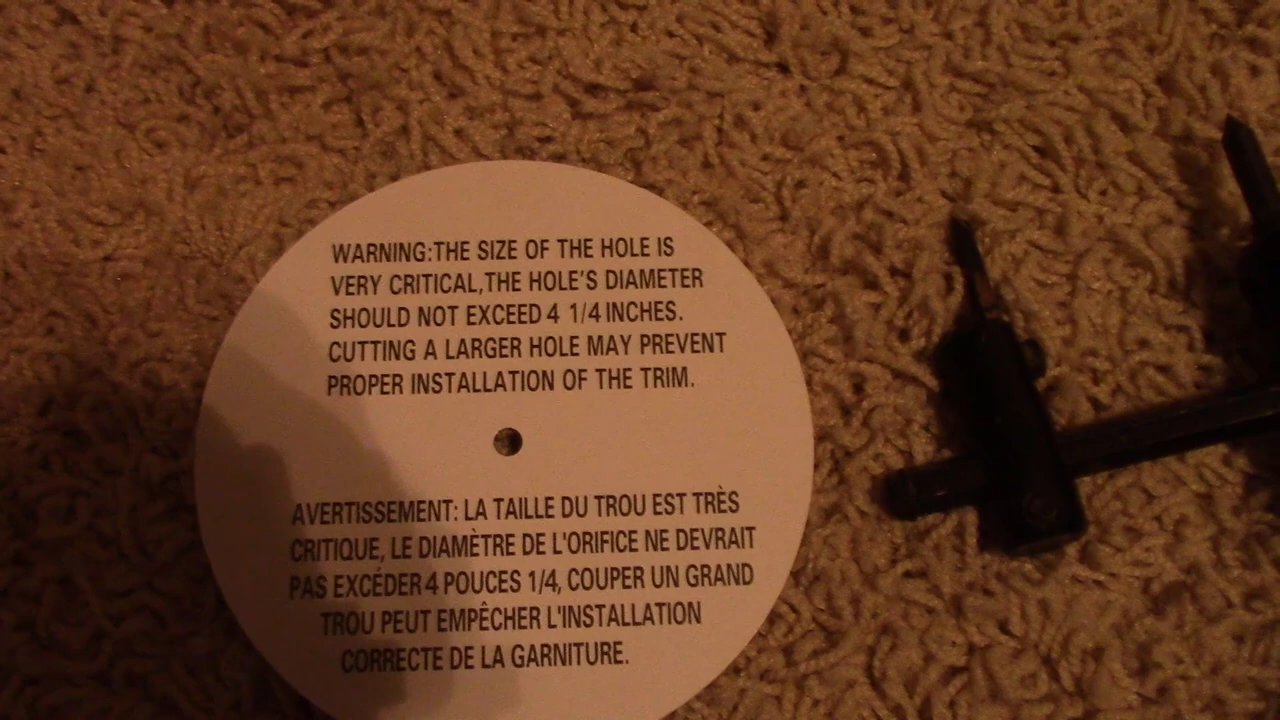 WARNING:THE SIZE OF THE HOLE IS
VERY CRITICAL,THE HOLE'S DIAMETER
SHOULD NOT EXCEED 4 1/4 INCHES.
CUTTING A LARGER HOLE MAY PREVENT
PROPER INSTALLATION OF THE TRIM.
AVERTISSEMENT: LA TAILLE DU TROU EST TRÈS
CRITIQUE, LE DIAMÈTRE DE L'ORIFICE NE DEVRAIT
PAS EXCÉDER 4 POUCES 1/4, COUPER UN GRAND
TROU PEUT EMPÊCHER L'INSTALLATION
CORRECTE DE LA GARNITURE.